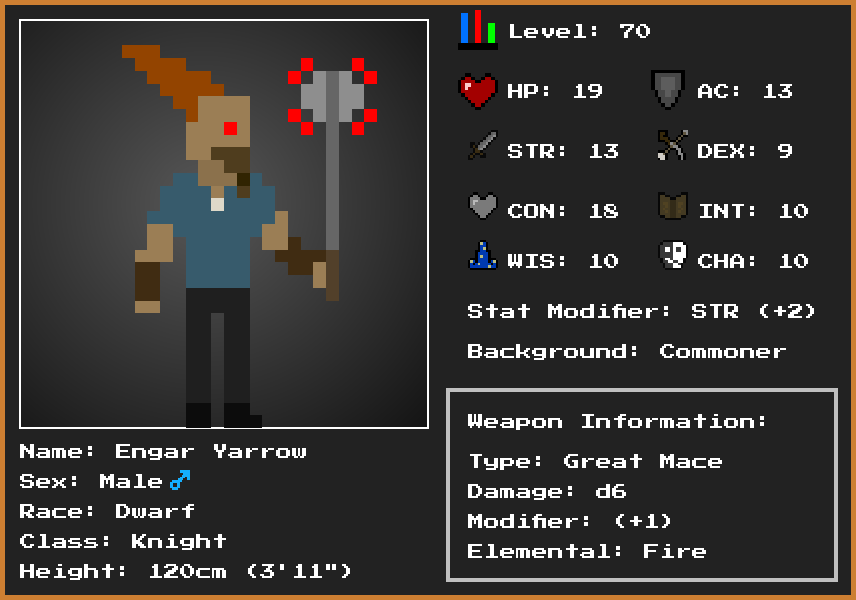 Level: 70
HP: 19
AC: 13
STR: 13
DEX: 9
CON: 18
INT: 10
WIS: 10
CHA: 10
Stat Modifier: STR (+2)
Background: Commoner
Weapon Information:
Type: Great Mace
Damage: d6
Modifier: (+1)
Elemental: Fire
Name: Engar Yarrow
Sex: Male♂
Race: Dwarf
Class: Knight
Height: 120cm (3'11")